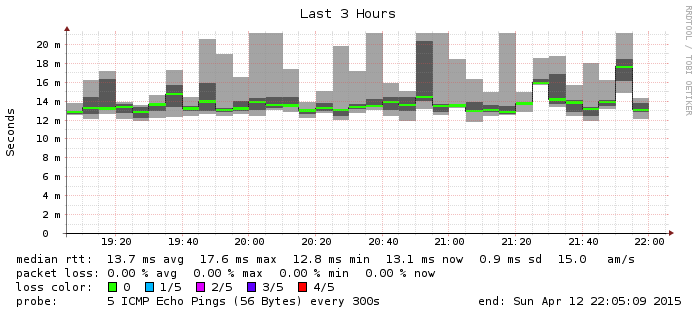 Last 3 Hours
RRDTOOL / TOBI OETIKER
Seconds
20 m
18 m
16 m
14 m
12 m
10 m
8 m
6 m
4 m
2 m
0
19:20 19:40 20:00 20:20 20:40 21:00 21:20 21:40 22:00
median rtt: 13.7 ms avg 17.6 ms max 12.8 ms min 13.1 ms now 0.9 ms sd 15.0 am/s
packet loss: 0.00 % avg 0.00 % max 0.00 % min 0.00 % now
loss color: 0 1/5 2/5 3/5 4/5
probe: 5 ICMP Echo Pings (56 Bytes) every 300s end: Sun Apr 12 22:05:09 2015